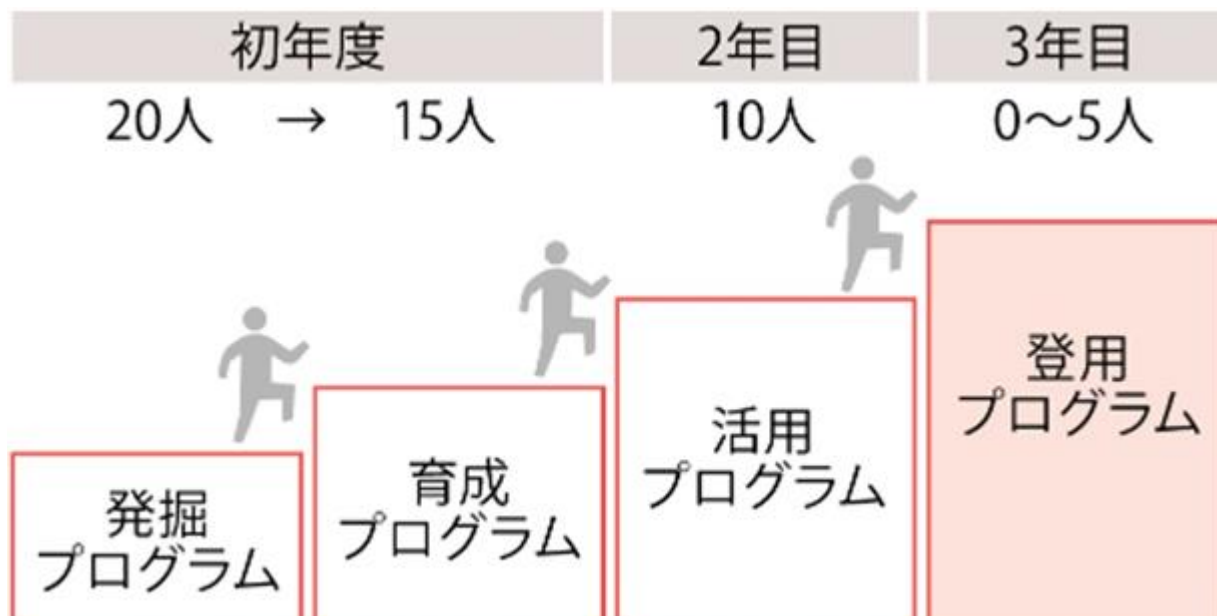 初年度
2年目
3年目
20人 → 15人
10人
0〜5人
発掘
プログラム
育成
プログラム
活用
プログラム
登用
プログラム